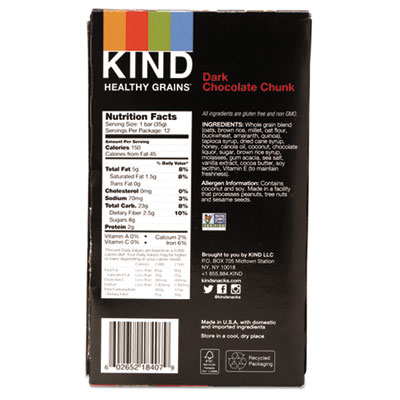 KIND
HEALTHY GRAINS
Dark
Chocolate Chunk
Nutrition Facts
Serving Size: 1 bar (35g)
Servings Per Package: 12
Amount Per Serving
Calories 150
Calories from Fat 45
% Daily Value*
Total Fat 5g 8%
Saturated Fat 1.5g 8%
Trans Fat 0g
Cholesterol 0mg 0%
Sodium 70mg 3%
Total Carb. 23g 8%
Dietary Fiber 2.5g 10%
Sugars 8g
Protein 2g
Vitamin A 0% • Calcium 2%
Vitamin C 0% • Iron 6%
All ingredients are gluten free and non GMO.
INGREDIENTS: Whole grain blend
(oats, brown rice, millet, oat flour,
buckwheat, amaranth, quinoa),
tapioca syrup, dried cane syrup,
honey, canola oil, coconut, chocolate
liquor, sugar, brown rice syrup,
molasses, gum acacia, sea salt,
vanilla extract, cocoa butter, soy
lecithin, Vitamin E (to maintain
freshness).
Allergen Information: Contains
coconut and soy. Made in a facility
that processes peanuts, tree nuts
and sesame seeds.
Brought to you by KIND LLC
P.O. BOX 705 Midtown Station
NY, NY 10018
+1 855.884.KIND
kindsnacks.com
@kindsnacks
Made in U.S.A. with domestic
and imported ingredients
Store in a cool, dry place
FSC
Recycled
Packaging
6 02652 18407 9